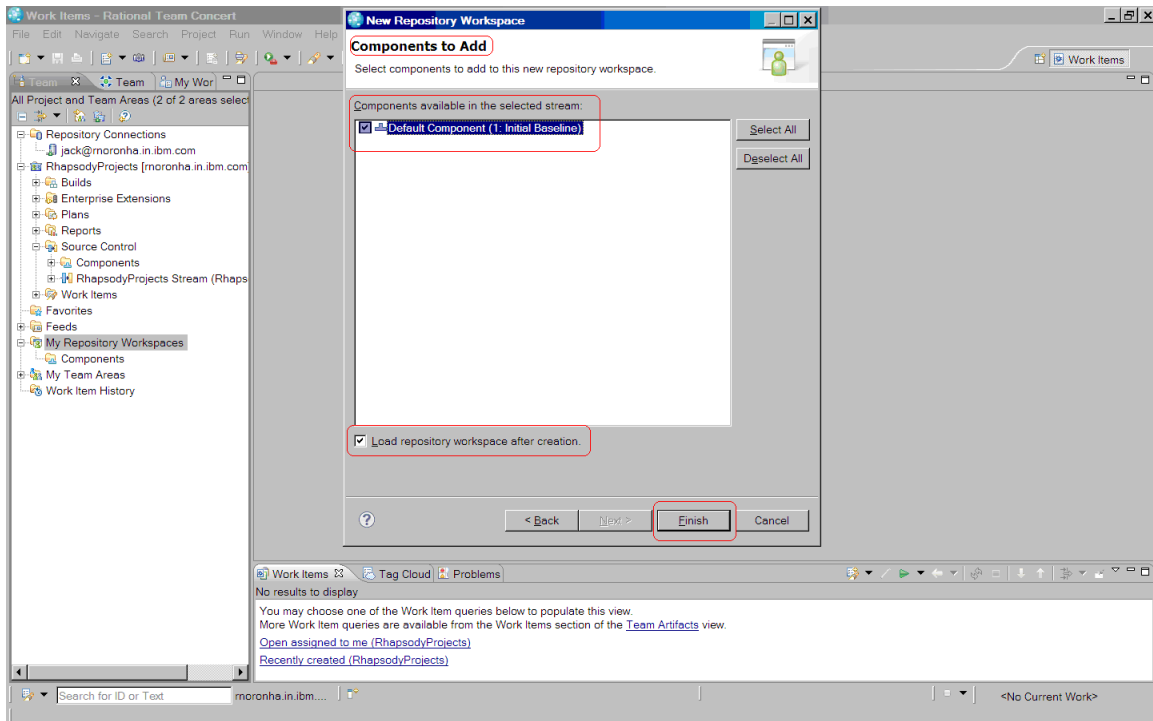 Work Items - Rational Team Concert
File Edit Navigate Search Project Run Window Help
Work Items
Team Team My Wor
All Project and Team Areas (2 of 2 areas select
Repository Connections
jack@rnoronha.in.ibm.com
RhapsodyProjects [rnoronha.in.ibm.com
Builds
Enterprise Extensions
Plans
Reports
Source Control
Components
RhapsodyProjects Stream (Rhaps
Work Items
Favorites
Feeds
My Repository Workspaces
Components
My Team Areas
Work Item History
New Repository Workspace
Components to Add
Select components to add to this new repository workspace.
Components available in the selected stream:
Default Component (1: Initial Baseline)
Select All
Deselect All
Load repository workspace after creation.
< Back Next > Finish Cancel
Work Items Tag Cloud Problems
No results to display
You may choose one of the Work Item queries below to populate this view.
More Work Item queries are available from the Work Items section of the Team Artifacts view.
Open assigned to me (RhapsodyProjects)
Recently created (RhapsodyProjects)
Search for ID or Text rnoronha.in.ibm.... <No Current Work>